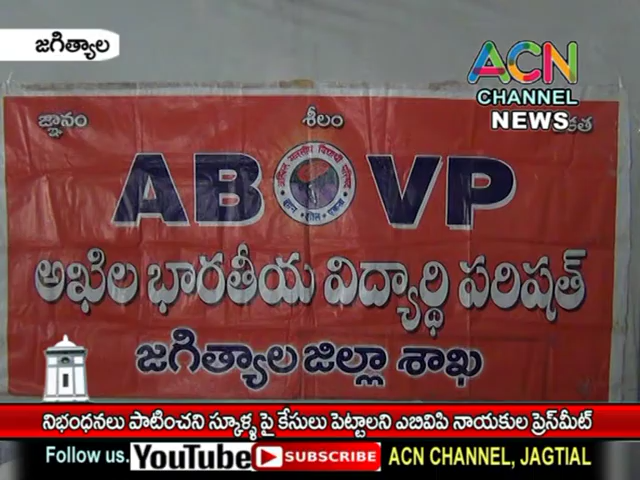 జగిత్యాల
ACN
CHANNEL
NEWS
జ్ఞానం శీలం
ABVP
అఖిల భారతీయ విద్యార్థి పరిషత్
జగిత్యాల జిల్లా శాఖ
నిభంధనలు పాటించని స్కూళ్ళ పై కేసులు పెట్టాలని ఎబివిపి నాయకుల ప్రెస్‌మీట్
Follow us. YouTube SUBSCRIBE ACN CHANNEL, JAGTIAL